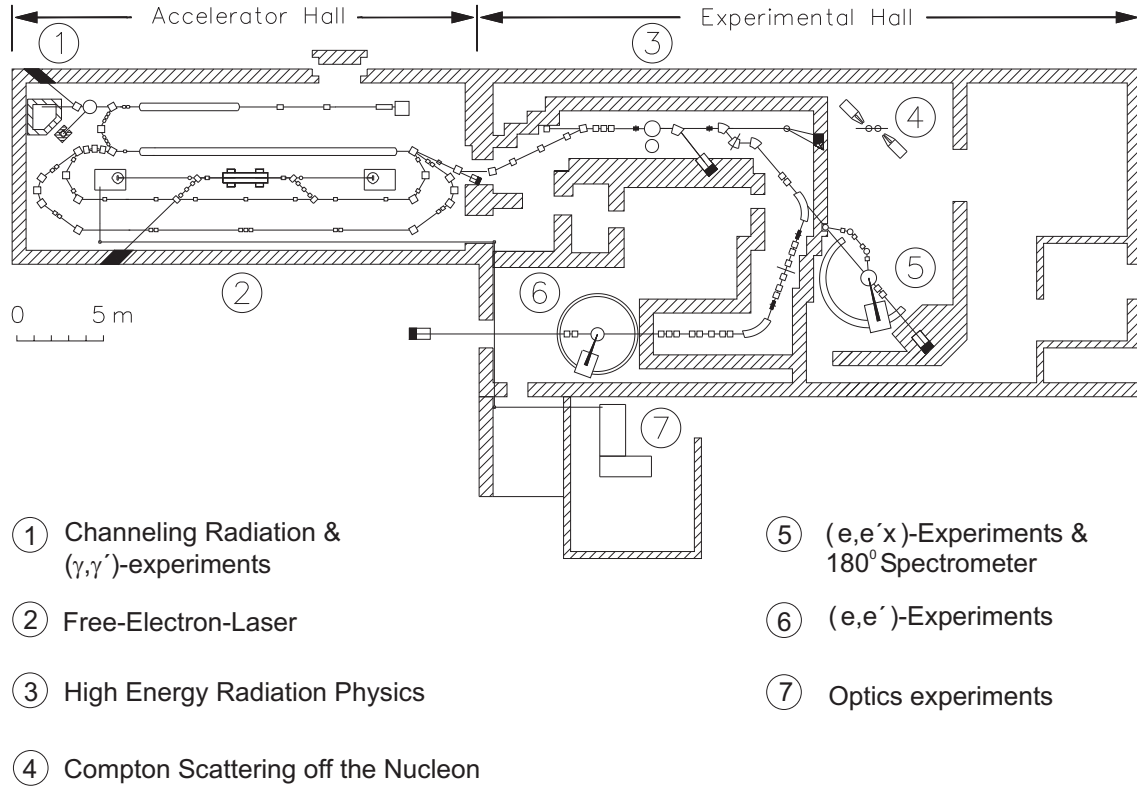 Accelerator Hall
Experimental Hall
1
3
4
2
6
5
7
0 5 m
1 Channeling Radiation &
(γ,γ´)-experiments
2 Free-Electron-Laser
3 High Energy Radiation Physics
4 Compton Scattering off the Nucleon
5 (e,e´x)-Experiments &
180⁰ Spectrometer
6 (e,e´)-Experiments
7 Optics experiments